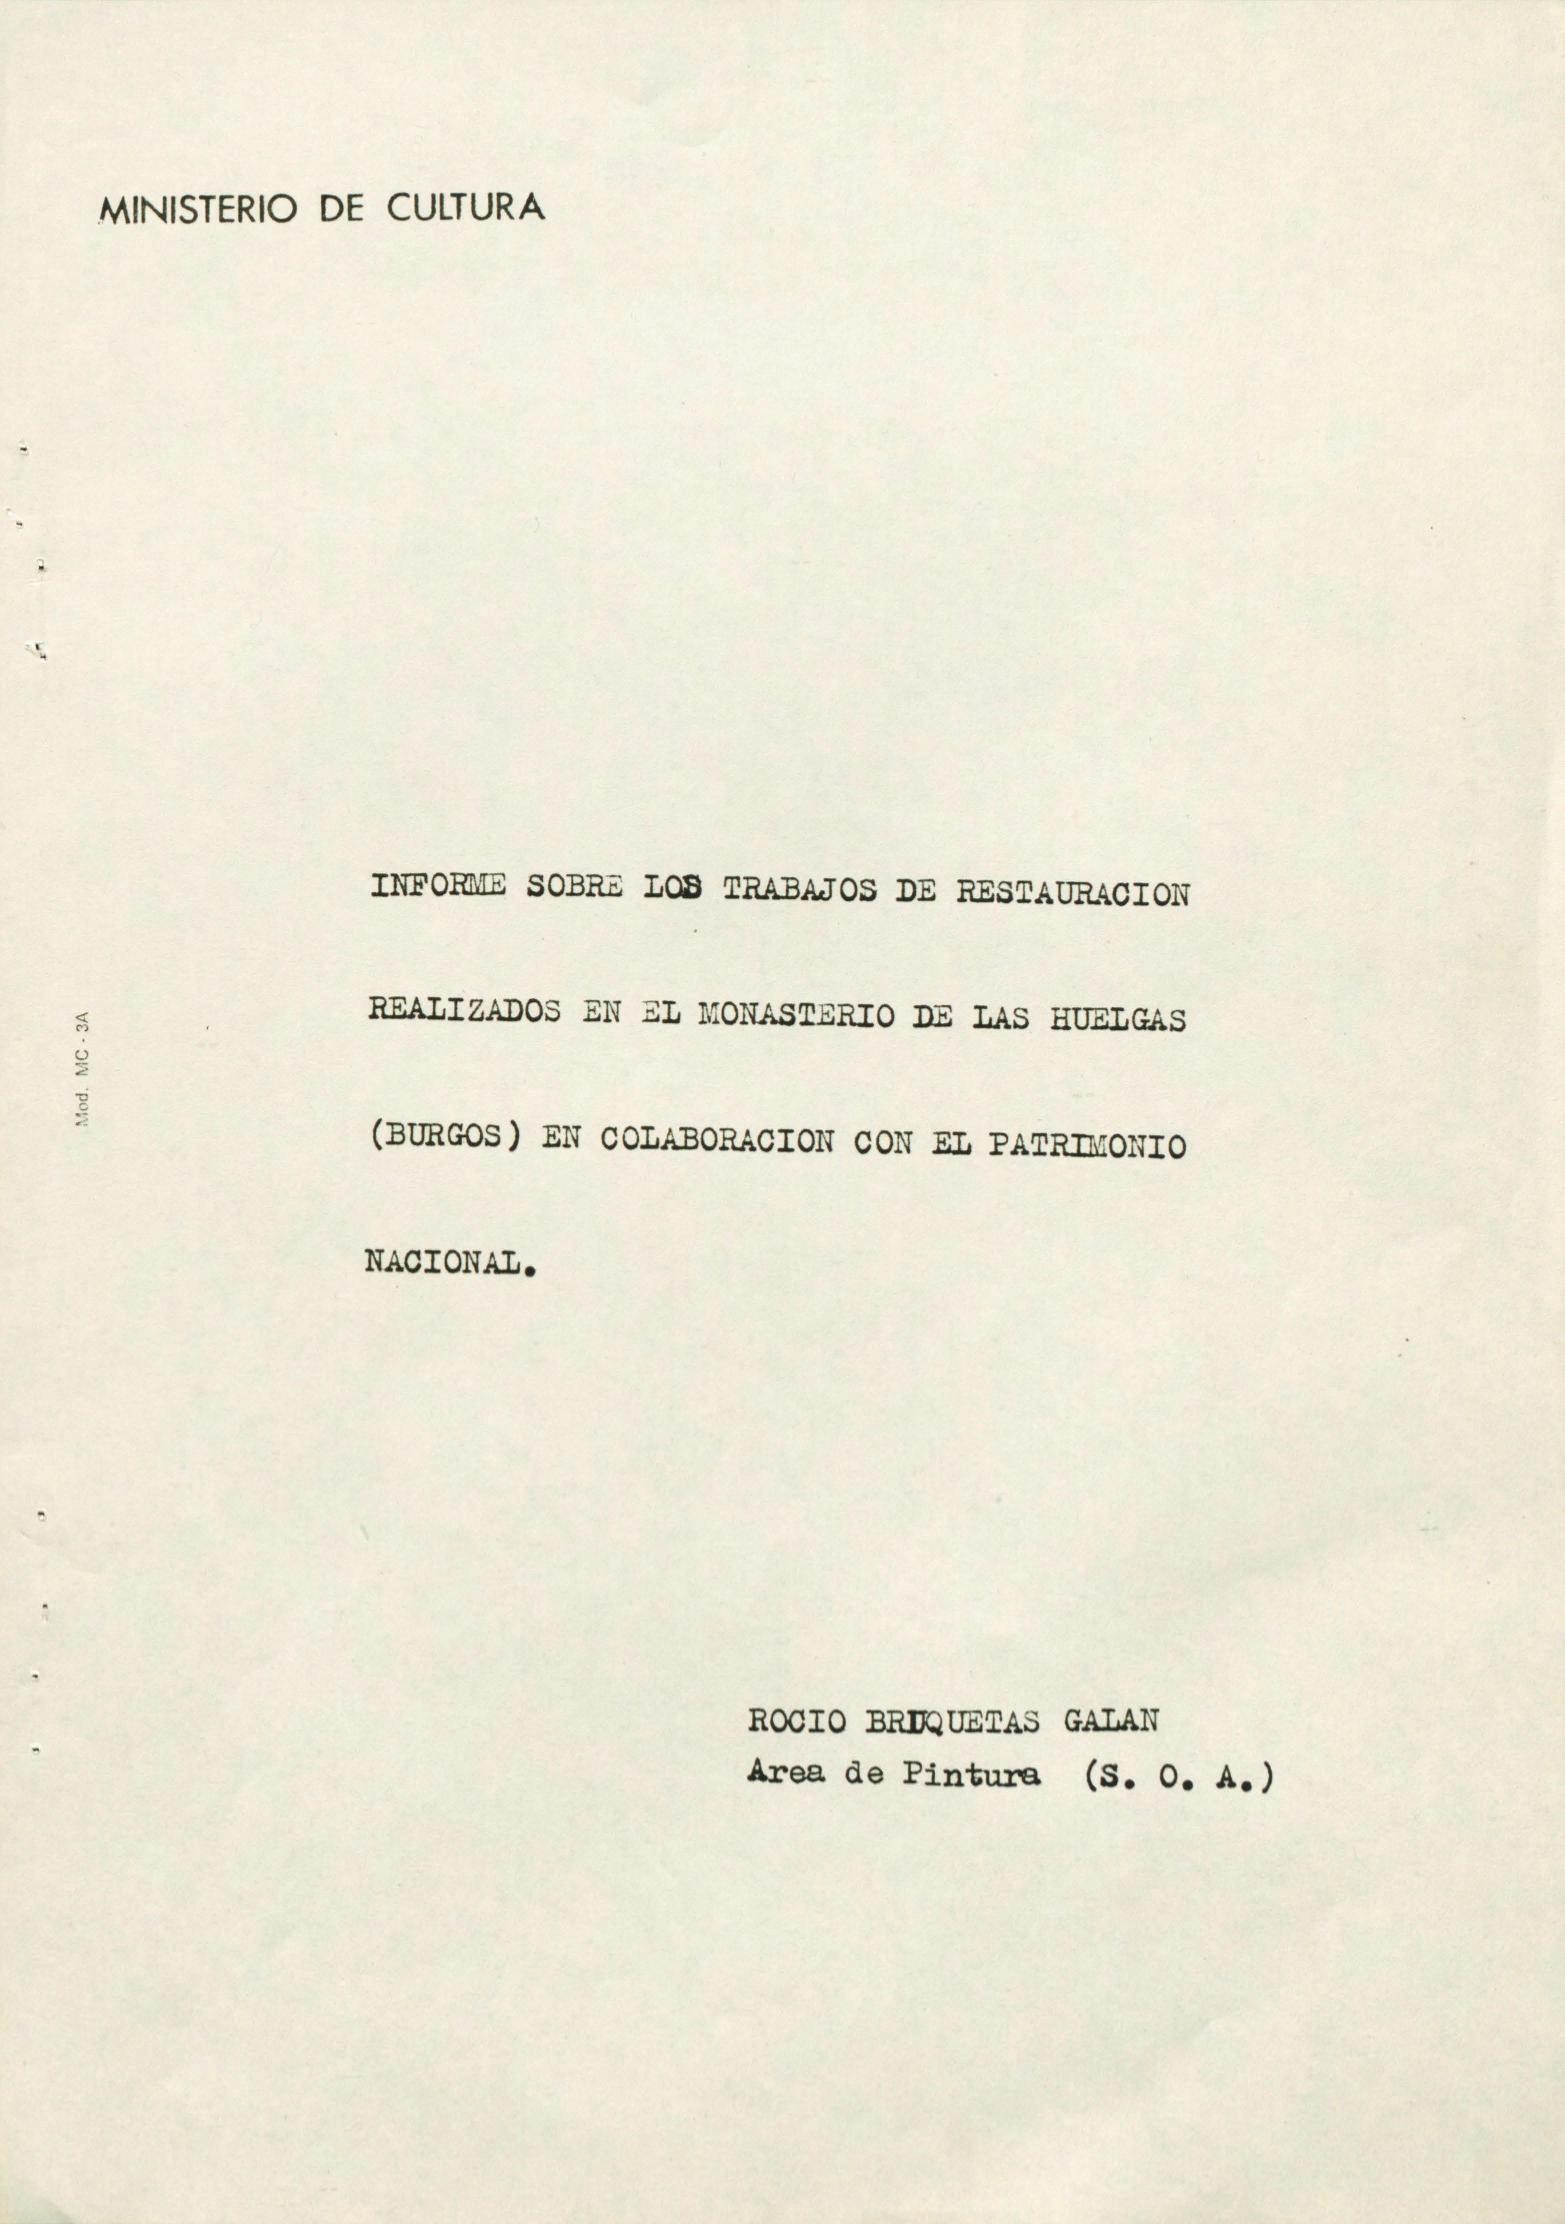 MINISTERIO DE CULTURA
INFORME SOBRE LOS TRABAJOS DE RESTAURACION
REALIZADOS EN EL MONASTERIO DE LAS HUELGAS
(BURGOS) EN COLABORACION CON EL PATRIMONIO
NACIONAL.
Mod. MC - 3A
ROCIO BRUQUETAS GALAN
Area de Pintura (S. O. A.)